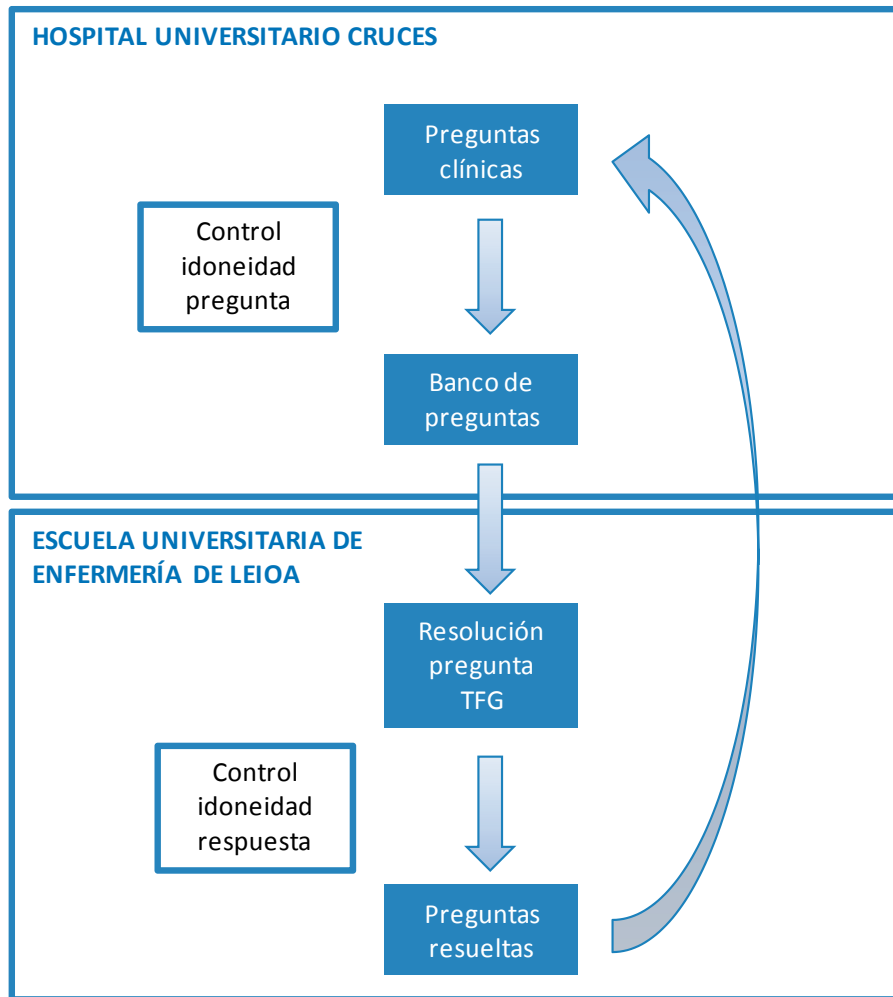 HOSPITAL UNIVERSITARIO CRUCES
Preguntas
clínicas
Control
idoneidad
pregunta
Banco de
preguntas
ESCUELA UNIVERSITARIA DE
ENFERMERÍA DE LEIOA
Resolución
pregunta
TFG
Control
idoneidad
respuesta
Preguntas
resueltas